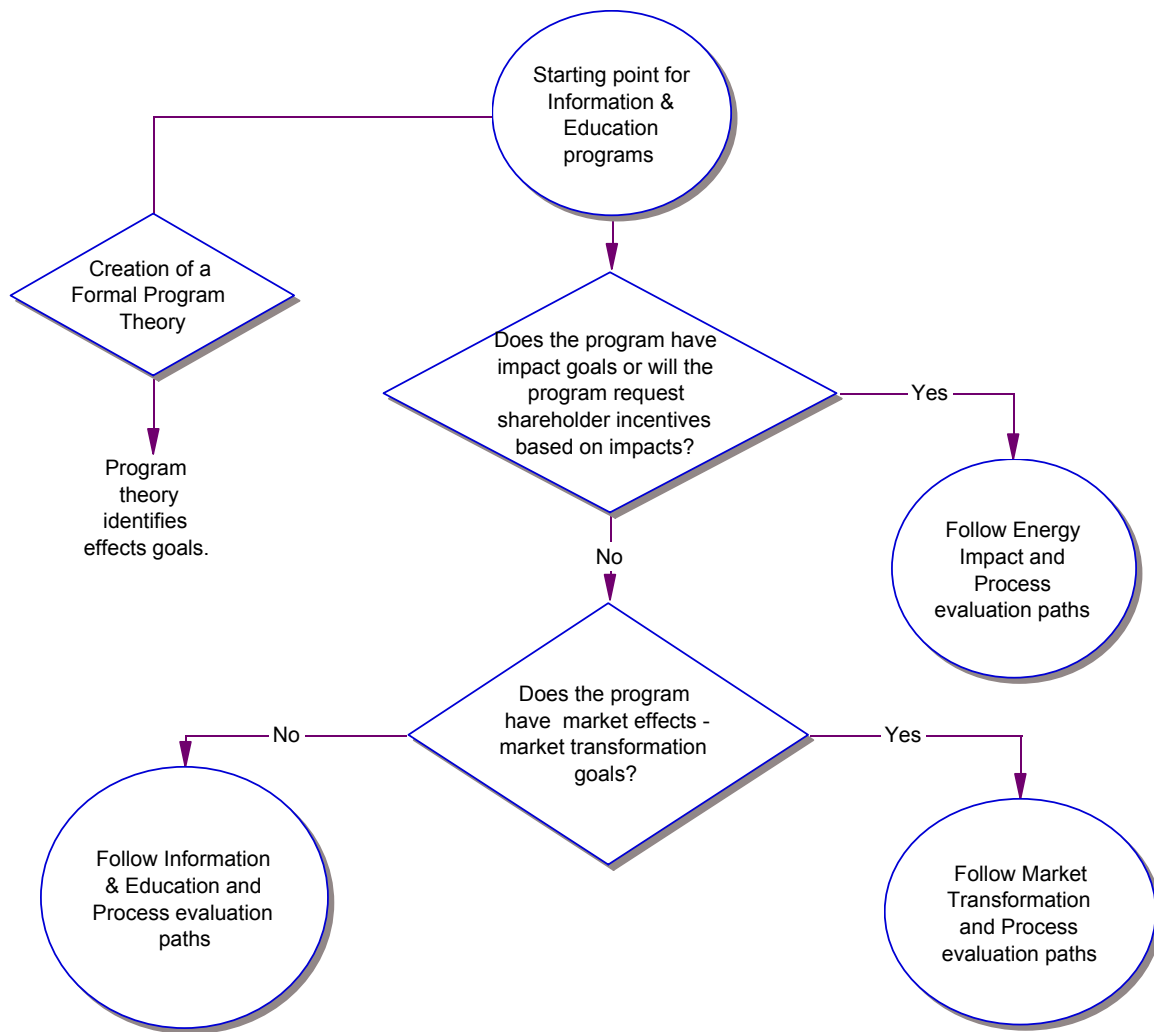 Starting point for
Information &
Education
programs
Creation of a
Formal Program
Theory
Program
theory
identifies
effects goals.
Does the program have
impact goals or will the
program request
shareholder incentives
based on impacts?
Yes
Follow Energy
Impact and
Process
evaluation paths
No
Does the program
have market effects -
market transformation
goals?
No
Yes
Follow Information
& Education and
Process evaluation
paths
Follow Market
Transformation
and Process
evaluation paths